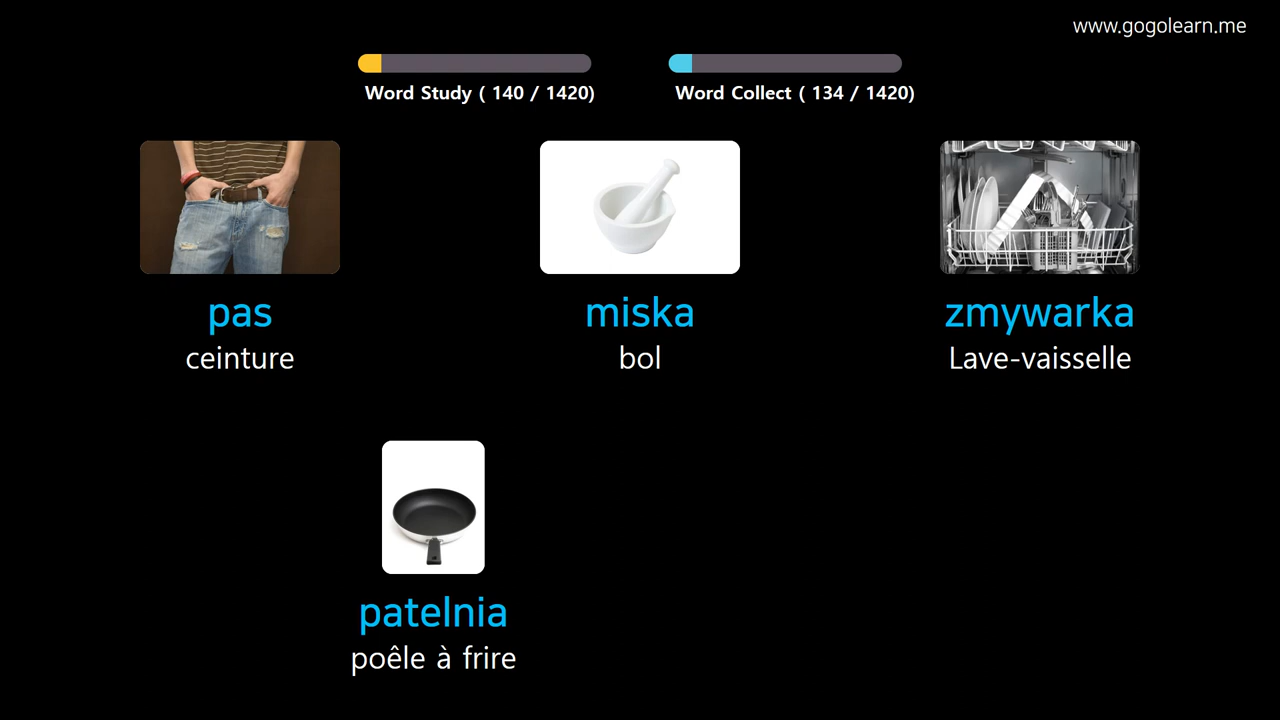 www.gogolearn.me
Word Study ( 140 / 1420)
Word Collect ( 134 / 1420)
pas
ceinture
miska
bol
zmywarka
Lave-vaisselle
patelnia
poêle à frire